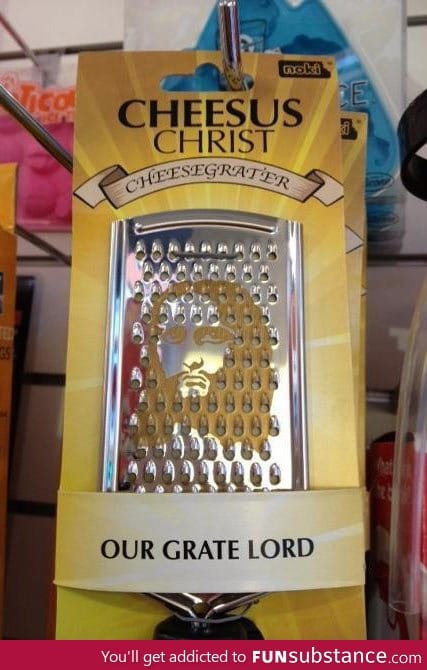 noki
CHEESUS
CHRIST
CHEESEGRATER
OUR GRATE LORD
You'll get addicted to FUNsubstance.com